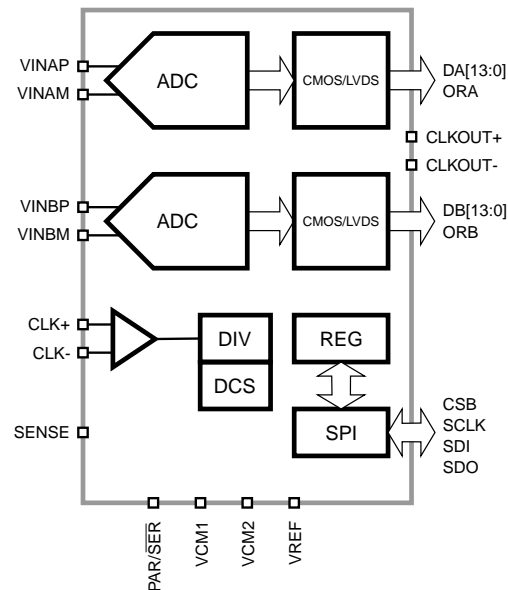 VINAP
VINAM
ADC
CMOS/LVDS
DA[13:0]
ORA
CLKOUT+
CLKOUT-
VINBP
VINBM
ADC
CMOS/LVDS
DB[13:0]
ORB
CLK+
CLK-
DIV
DCS
REG
SPI
SENSE
CSB
SCLK
SDI
SDO
PAR/SER
VCM1
VCM2
VREF